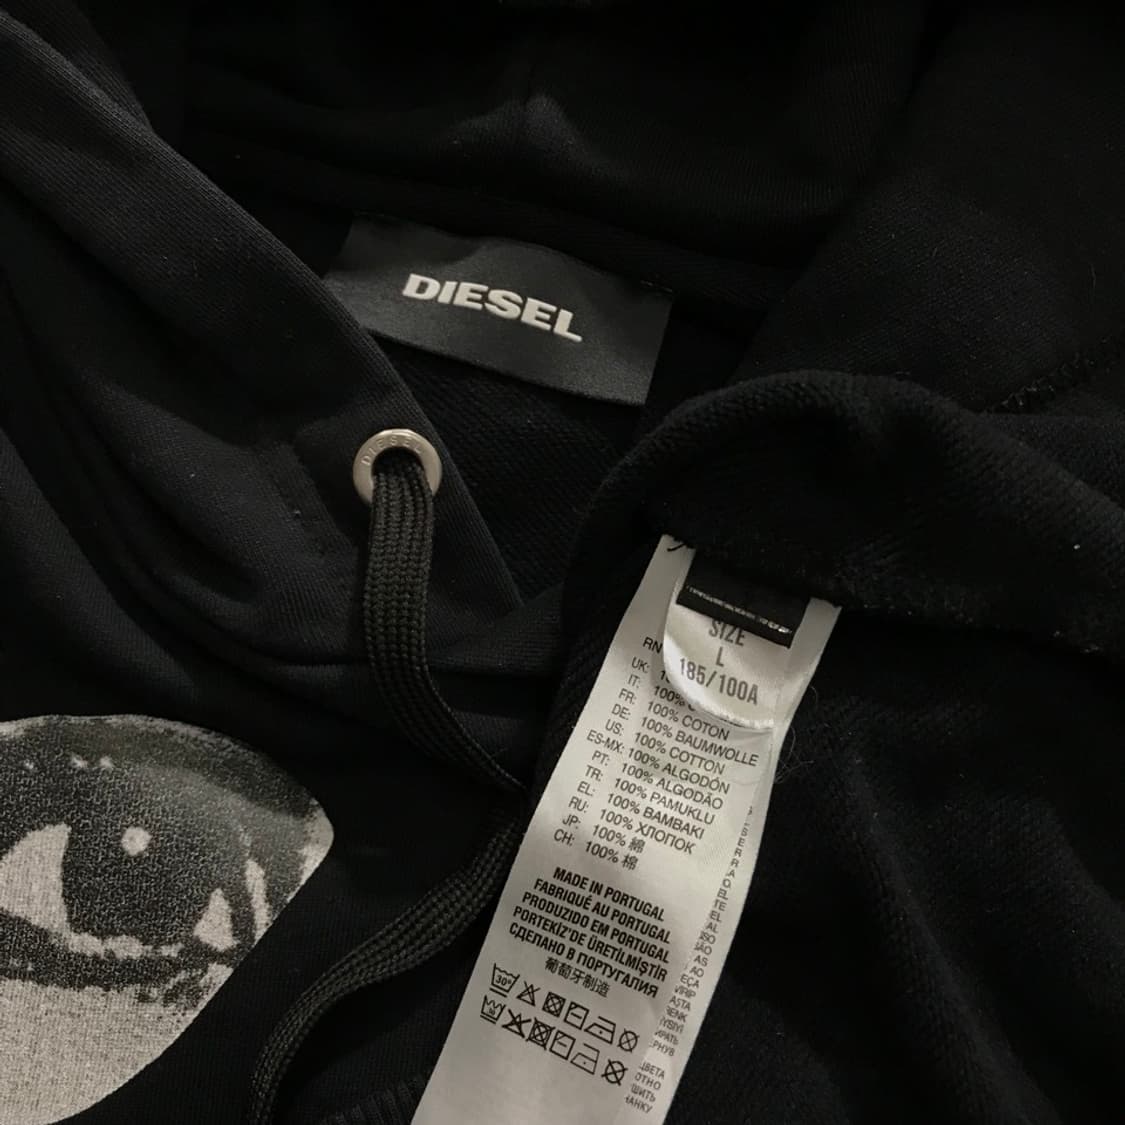 DIESEL
DIESEL
SIZE
L
185/100A
RN
UK:
IT: 100%
FR: 100% COTON
DE: 100% BAUMWOLLE
US: 100% COTTON
ES-MX: 100% ALGODÓN
PT: 100% ALGODÃO
TR: 100% PAMUKLU
EL: 100% BAMBAKI
RU: 100% ХЛОПОК
JP: 100% 綿
CH: 100% 棉
MADE IN PORTUGAL
FABRIQUÉ AU PORTUGAL
PRODUZIDO EM PORTUGAL
PORTEKİZ'DE ÜRETİLMİŞTİR
СДЕЛАНО В ПОРТУГАЛИЯ
葡萄牙制造
30°